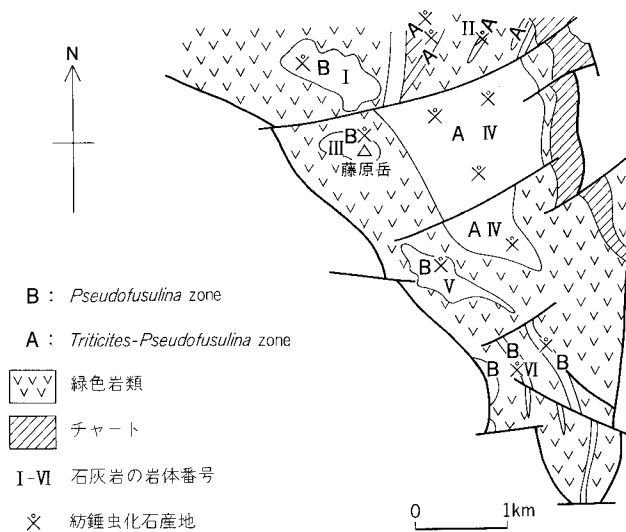 N
A
A
II
A
A
B I
B
III
藤原岳
A IV
A IV
B
V
B
B
VI
B
B : Pseudofusulina zone
A : Triticites-Pseudofusulina zone
緑色岩類
チャート
I-VI 石灰岩の岩体番号
紡錘虫化石産地
0 1km